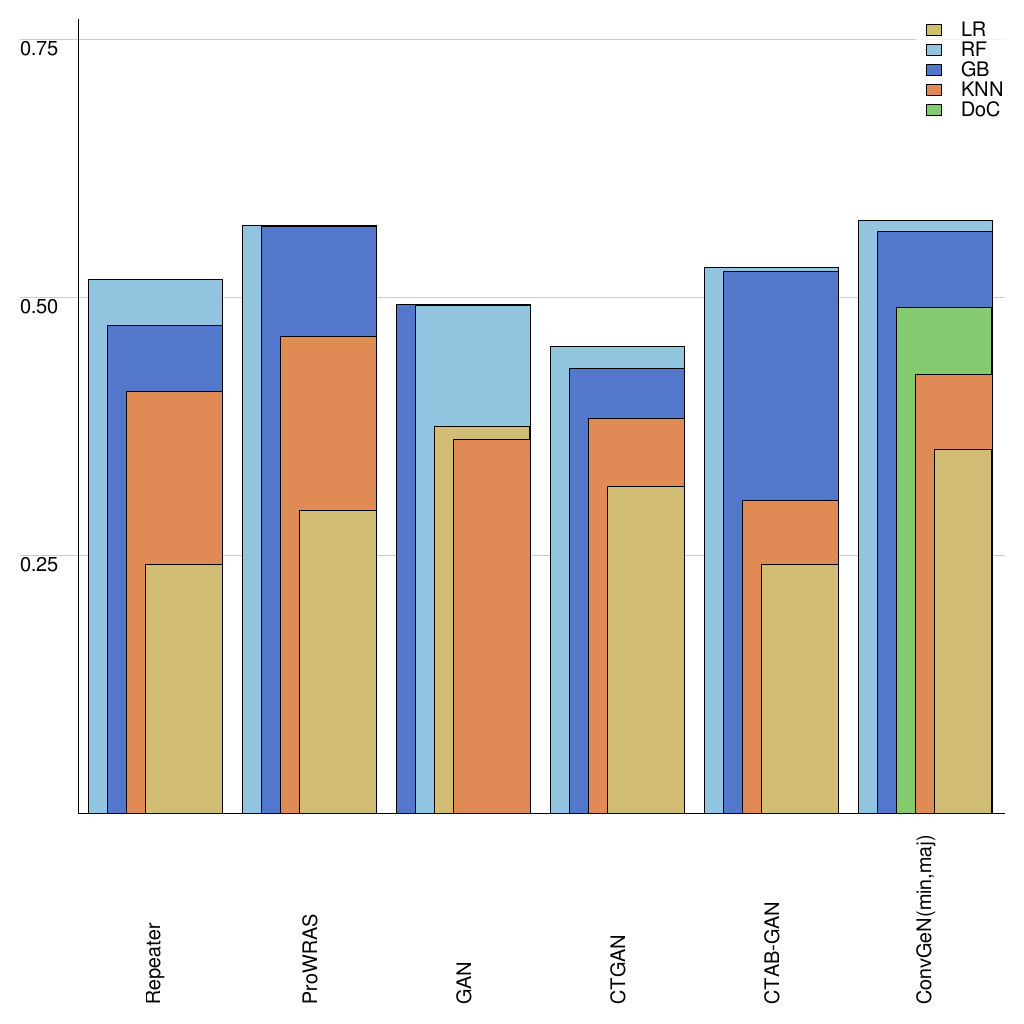 0.75
0.50
0.25
LR
RF
GB
KNN
DoC
Repeater
ProWRAS
GAN
CTGAN
CTAB-GAN
ConvGeN(min,maj)